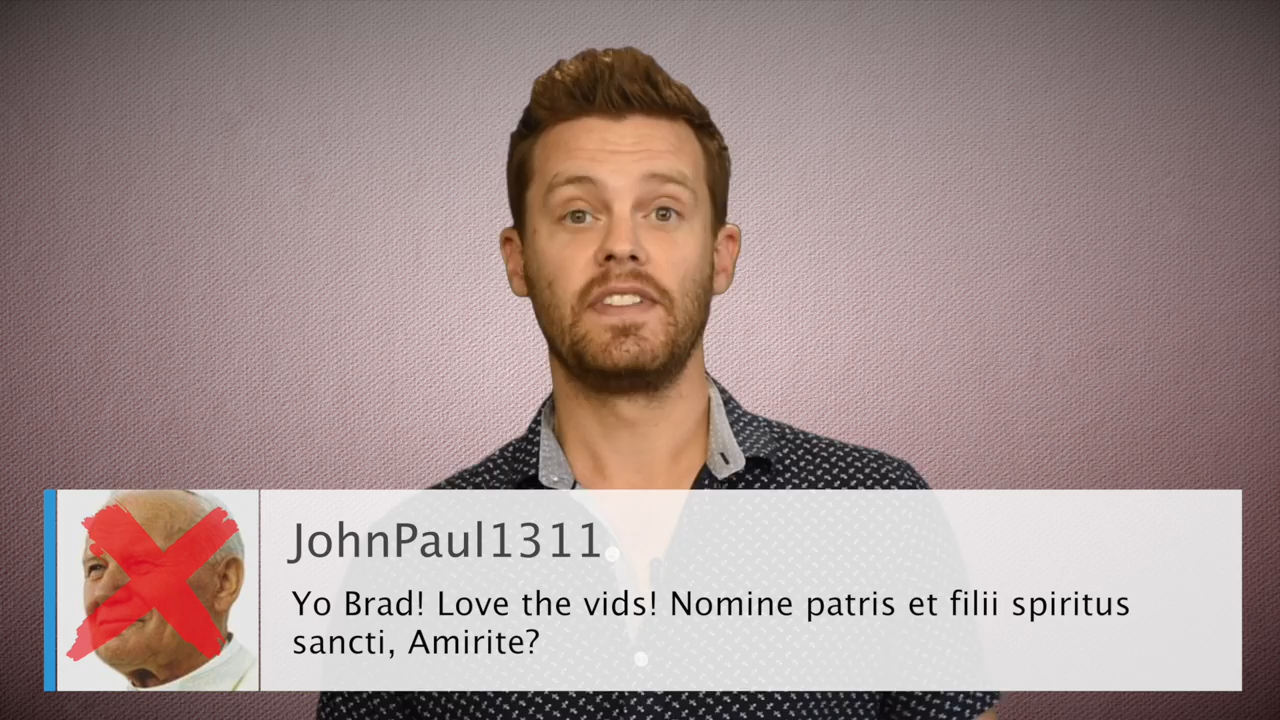 JohnPaul1311
Yo Brad! Love the vids! Nomine patris et filii spiritus
sancti, Amirite?